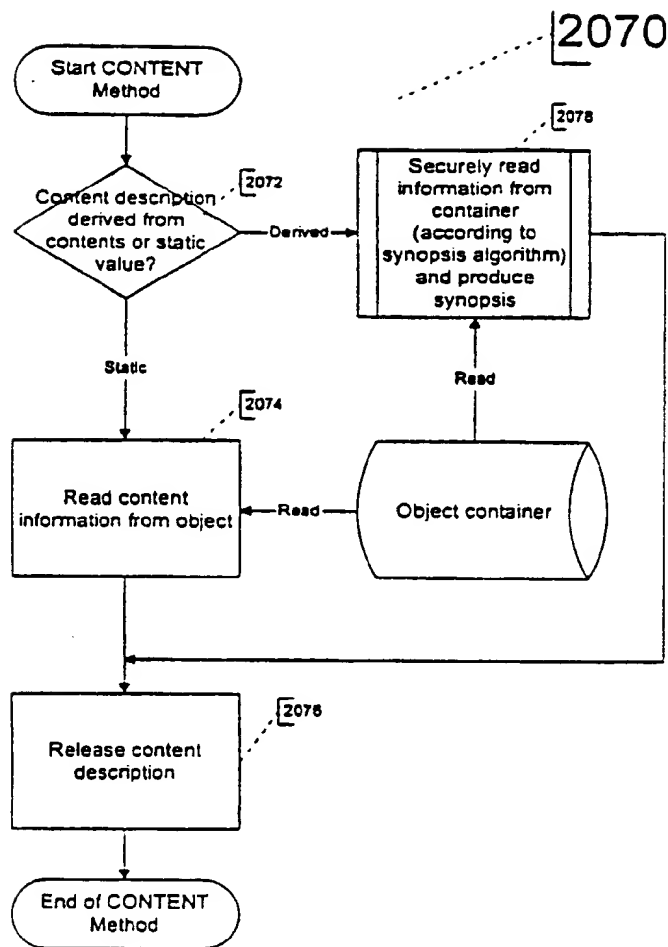 2070
Start CONTENT
Method
2078
2072
Content description
derived from
contents or static
value?
Derived
Securely read
information from
container
(according to
synopsis algorithm)
and produce
synopsis
Static
Read
2074
Read content
information from object
Read
Object container
2076
Release content
description
End of CONTENT
Method